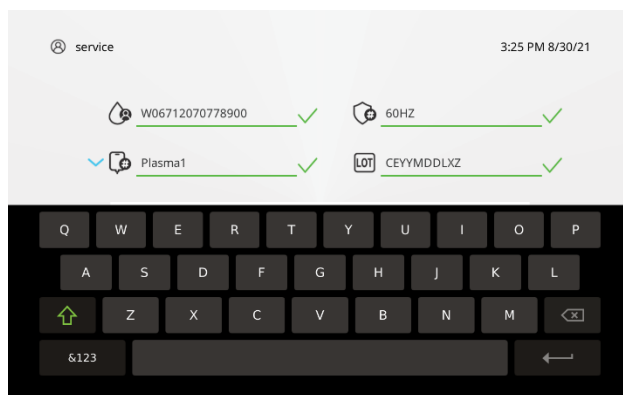 service
3:25 PM 8/30/21
W06712070778900
60HZ
Plasma1
LOT
CEYYMDDLXZ
Q W E R T Y U I O P
A S D F G H J K L
Z X C V B N M
&123